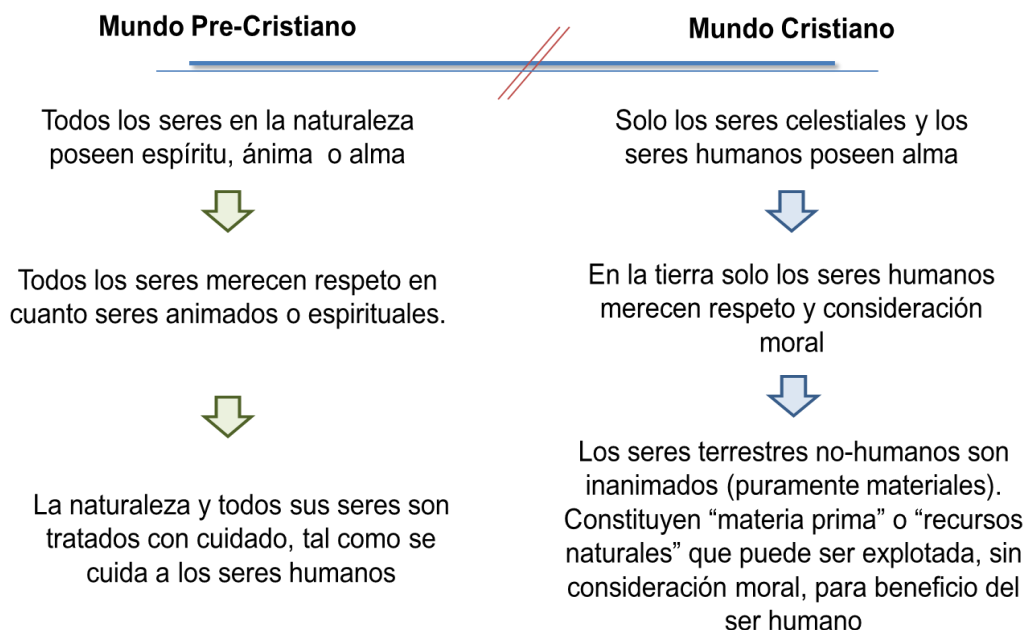 Mundo Pre-Cristiano
Todos los seres en la naturaleza
poseen espíritu, ánima o alma
Todos los seres merecen respeto en
cuanto seres animados o espirituales.
La naturaleza y todos sus seres son
tratados con cuidado, tal como se
cuida a los seres humanos
Mundo Cristiano
Solo los seres celestiales y los
seres humanos poseen alma
En la tierra solo los seres humanos
merecen respeto y consideración
moral
Los seres terrestres no-humanos son
inanimados (puramente materiales).
Constituyen “materia prima” o “recursos
naturales” que puede ser explotada, sin
consideración moral, para beneficio del
ser humano